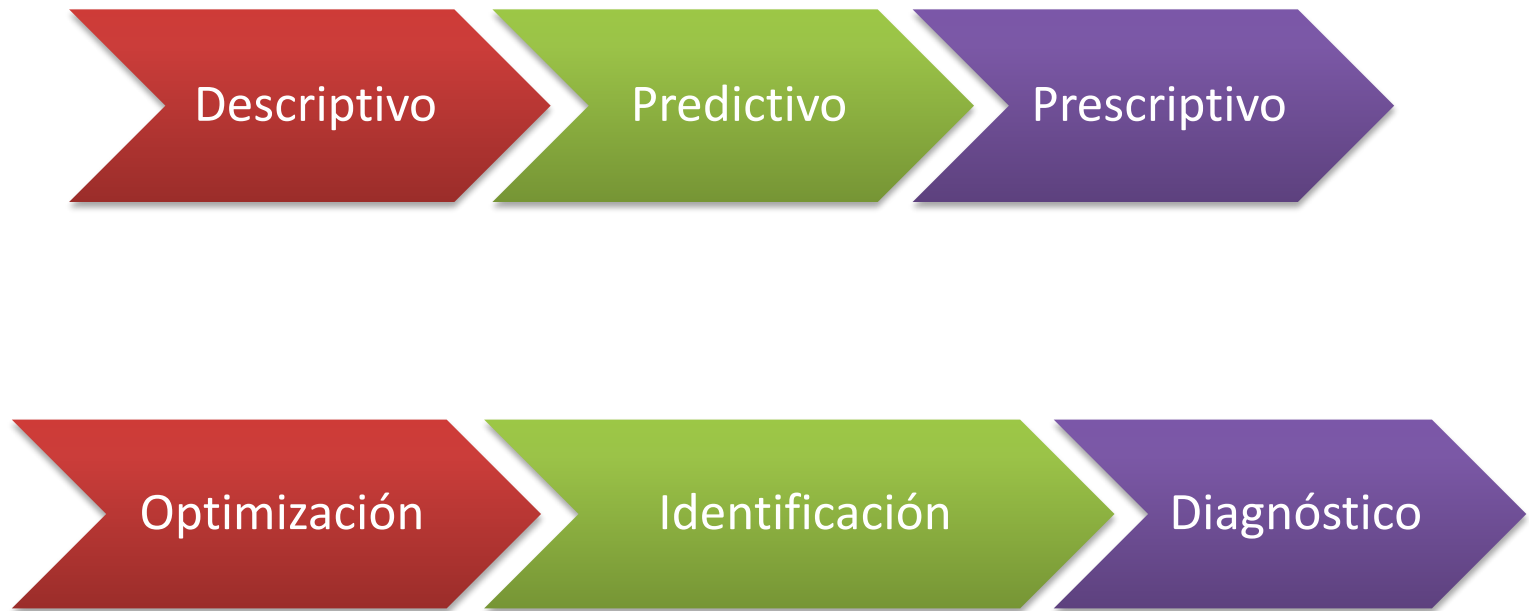 Descriptivo
Predictivo
Prescriptivo
Optimización
Identificación
Diagnóstico